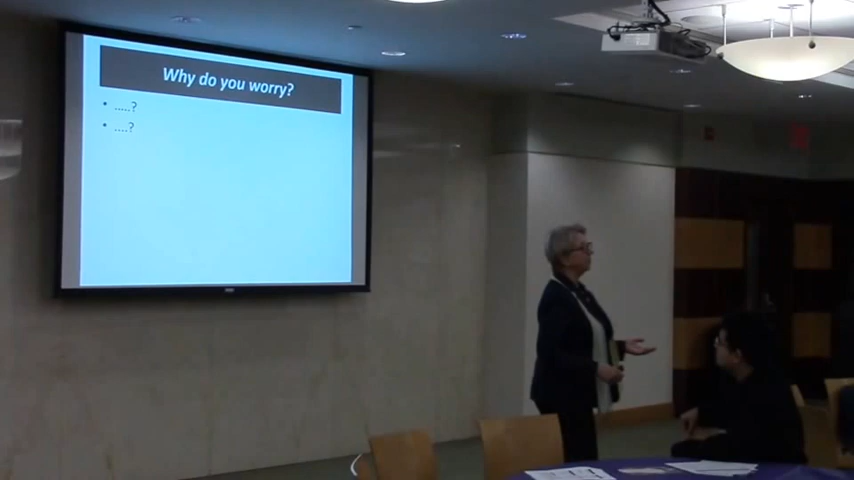 Why do you worry?
• .....?
• ....?